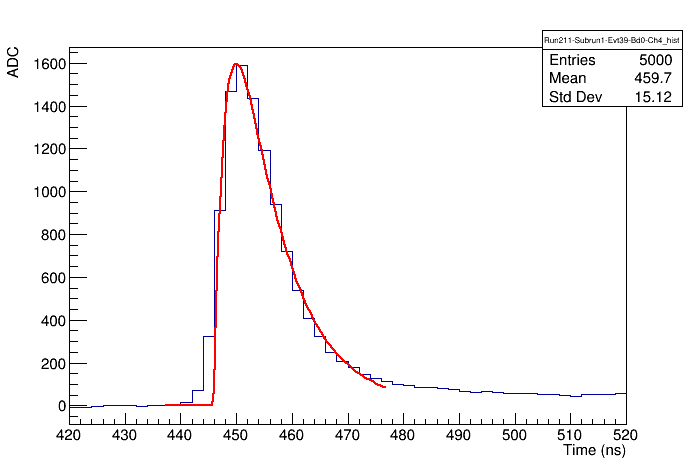 Run211-Subrun1-Evt39-Bd0-Ch4_hist
Entries 5000
Mean 459.7
Std Dev 15.12
ADC
1600
1400
1200
1000
800
600
400
200
0
420 430 440 450 460 470 480 490 500 510 520
Time (ns)